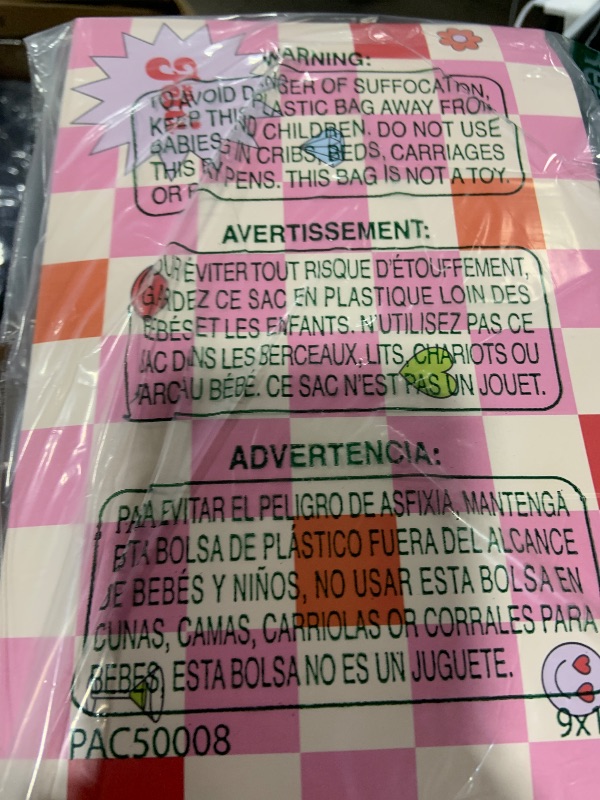 WARNING:
TO AVOID DANGER OF SUFFOCATION,
KEEP THIS PLASTIC BAG AWAY FROM
BABIES AND CHILDREN. DO NOT USE
THIS IN CRIBS, BEDS, CARRIAGES
OR PENS. THIS BAG IS NOT A TOY.
AVERTISSEMENT:
POUR ÉVITER TOUT RISQUE D'ÉTOUFFEMENT,
GARDEZ CE SAC EN PLASTIQUE LOIN DES
BÉBÉS ET LES ENFANTS. N'UTILISEZ PAS CE
SAC DANS LES BERCEAUX, LITS, CHARIOTS OU
PARC AU BÉBÉ. CE SAC N'EST PAS UN JOUET.
ADVERTENCIA:
PARA EVITAR EL PELIGRO DE ASFIXIA, MANTENGA
ESTA BOLSA DE PLÁSTICO FUERA DEL ALCANCE
DE BEBÉS Y NIÑOS, NO USAR ESTA BOLSA EN
CUNAS, CAMAS, CARRIOLAS OR CORRALES PARA
BEBES ESTA BOLSA NO ES UN JUGUETE.
PAC50008
9x1